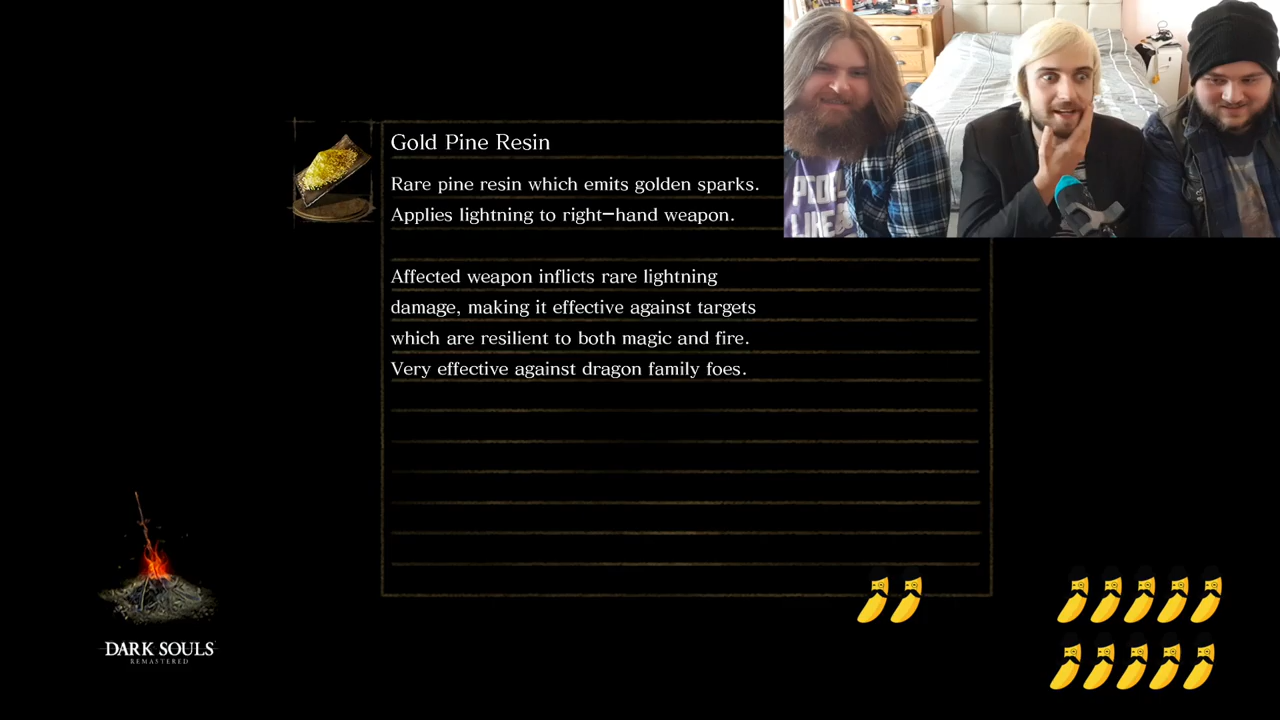 Gold Pine Resin
Rare pine resin which emits golden sparks.
Applies lightning to right-hand weapon.
Affected weapon inflicts rare lightning
damage, making it effective against targets
which are resilient to both magic and fire.
Very effective against dragon family foes.
DARK SOULS
REMASTERED